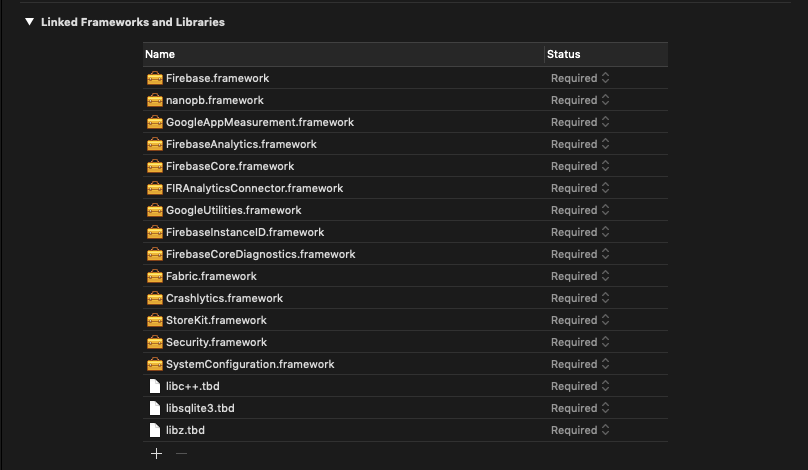 Linked Frameworks and Libraries
Name Status
Firebase.framework Required
nanopb.framework Required
GoogleAppMeasurement.framework Required
FirebaseAnalytics.framework Required
FirebaseCore.framework Required
FIRAnalyticsConnector.framework Required
GoogleUtilities.framework Required
FirebaseInstanceID.framework Required
FirebaseCoreDiagnostics.framework Required
Fabric.framework Required
Crashlytics.framework Required
StoreKit.framework Required
Security.framework Required
SystemConfiguration.framework Required
libc++.tbd Required
libsqlite3.tbd Required
libz.tbd Required